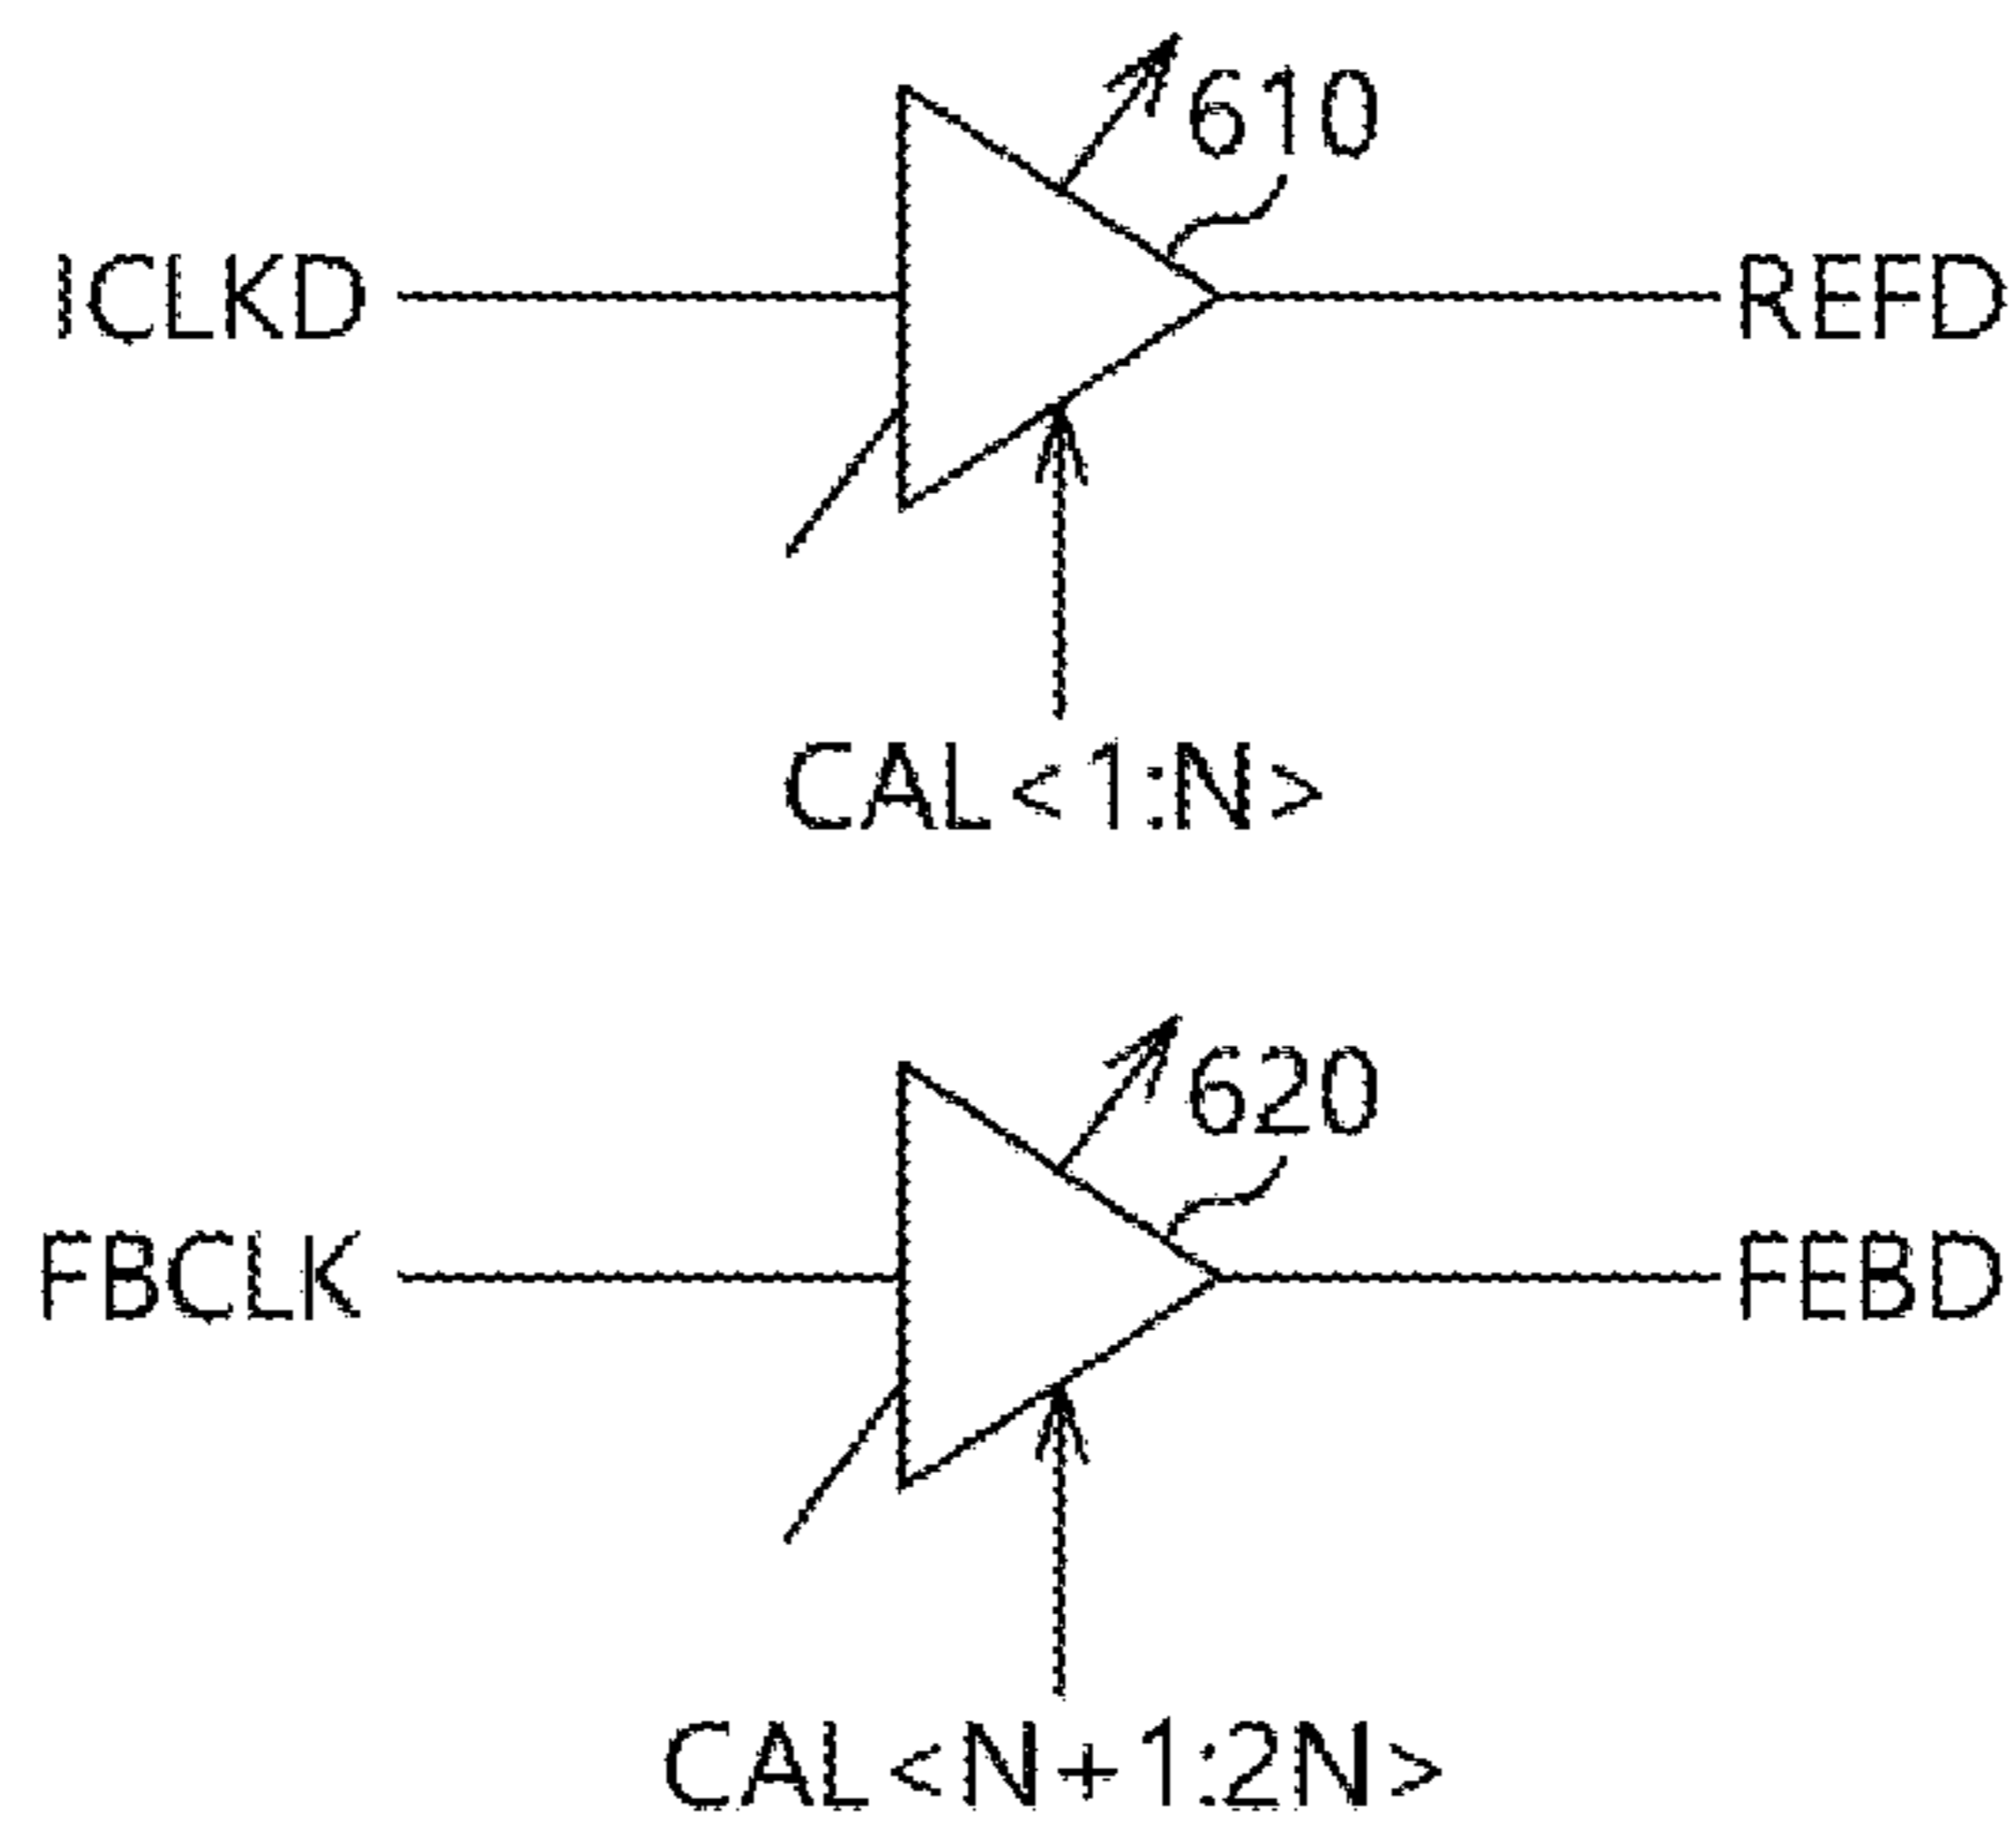 610
ICLKD
REFD
CAL<1:N>
620
FBCLK
FEBD
CAL<N+1:2N>